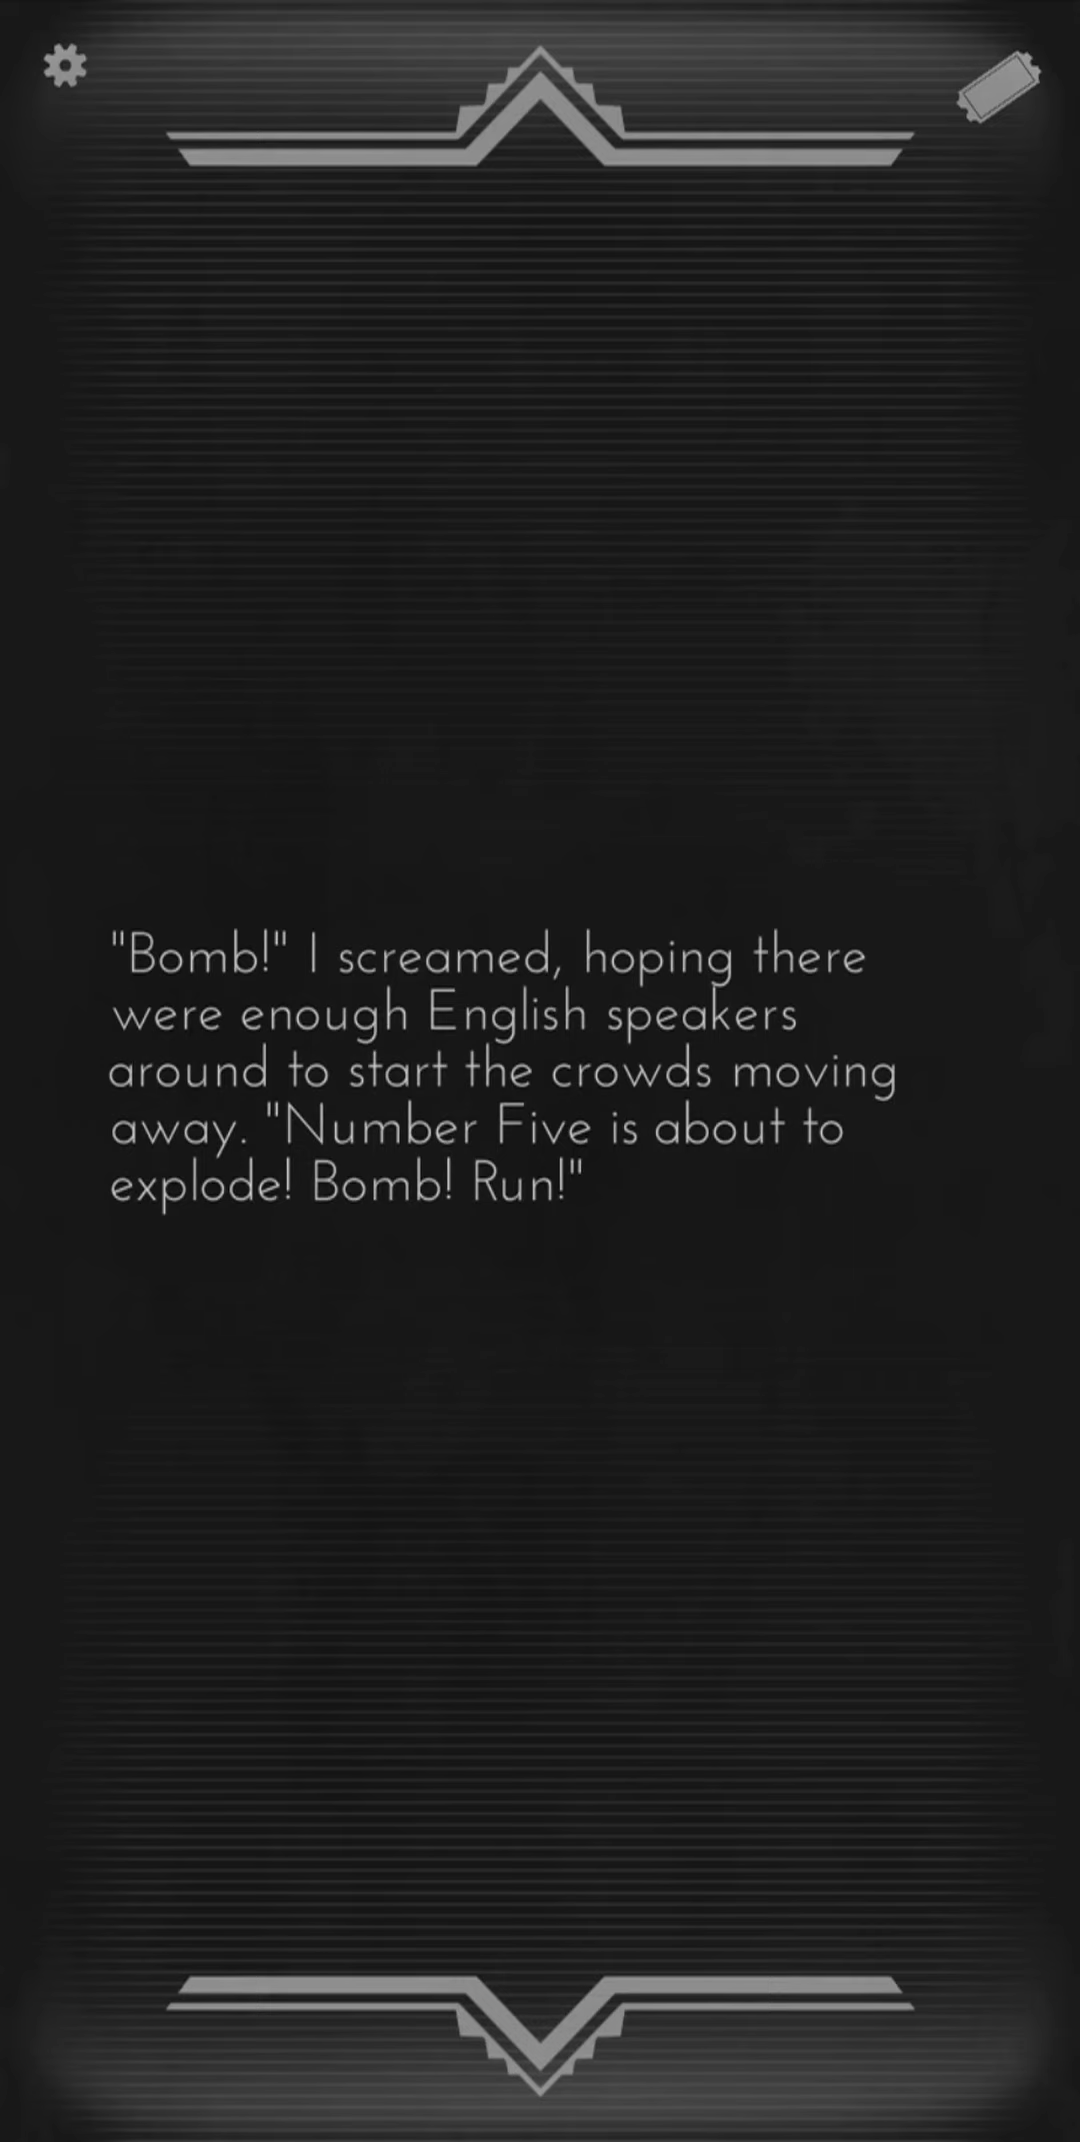 "Bomb!" I screamed, hoping there
were enough English speakers
around to start the crowds moving
away. "Number Five is about to
explode! Bomb! Run!"